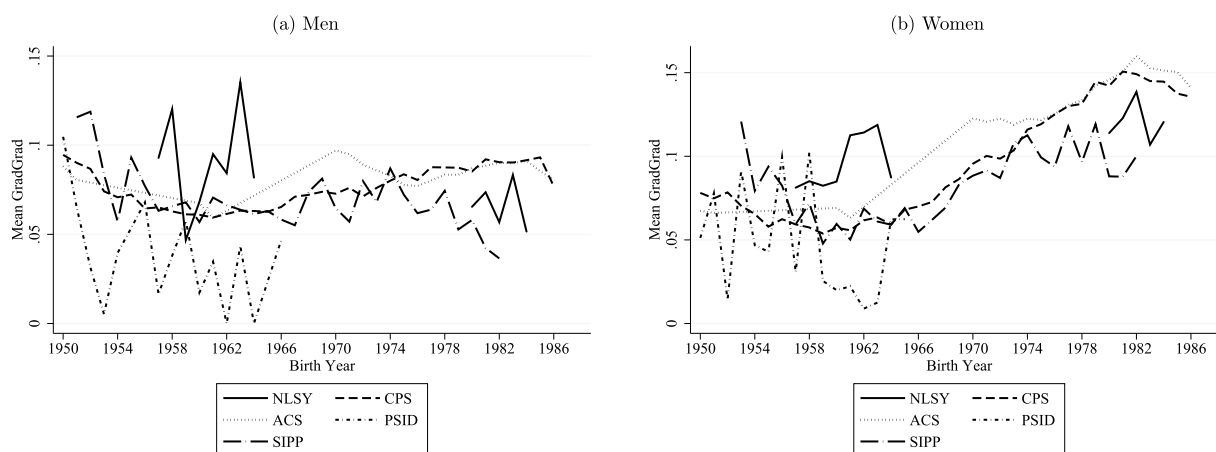 (a) Men
Mean GradGrad
.15
.1
.05
0
1950 1954 1958 1962 1966 1970 1974 1978 1982 1986
Birth Year
NLSY CPS
ACS PSID
SIPP
(b) Women
Mean GradGrad
.15
.1
.05
0
1950 1954 1958 1962 1966 1970 1974 1978 1982 1986
Birth Year
NLSY CPS
ACS PSID
SIPP